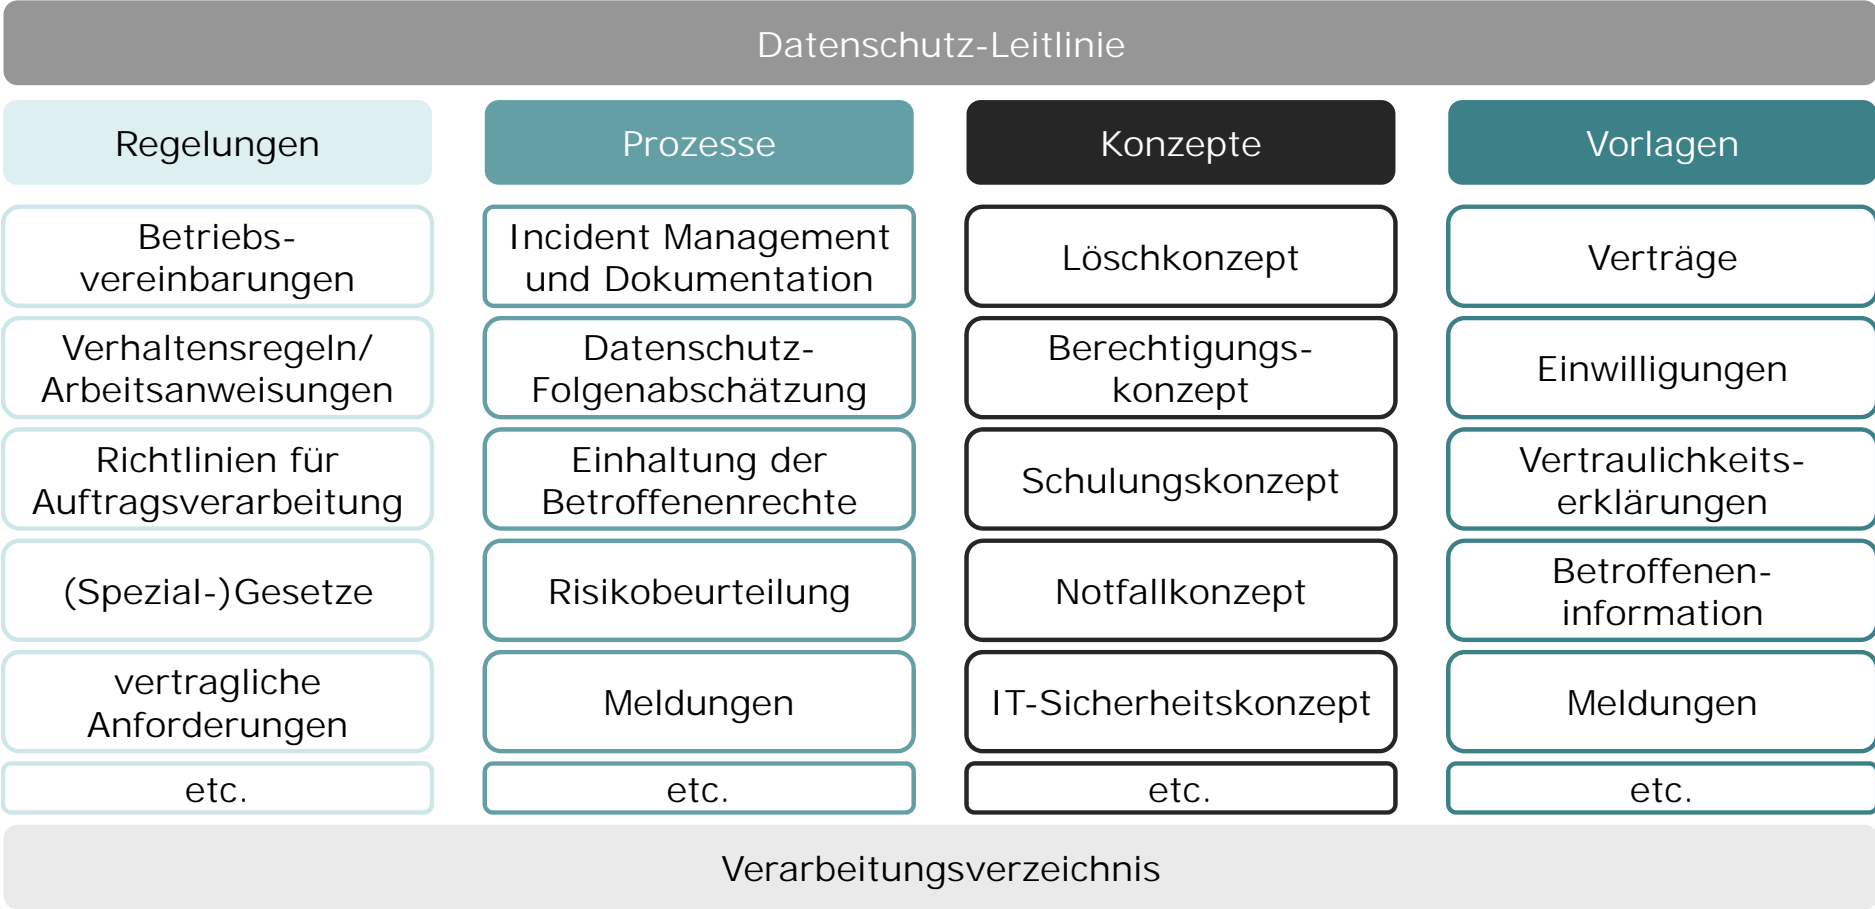 Datenschutz-Leitlinie
Regelungen
Betriebs-
vereinbarungen
Verhaltensregeln/
Arbeitsanweisungen
Richtlinien für
Auftragsverarbeitung
(Spezial-)Gesetze
vertragliche
Anforderungen
etc.
Prozesse
Incident Management
und Dokumentation
Datenschutz-
Folgenabschätzung
Einhaltung der
Betroffenenrechte
Risikobeurteilung
Meldungen
etc.
Konzepte
Löschkonzept
Berechtigungs-
konzept
Schulungskonzept
Notfallkonzept
IT-Sicherheitskonzept
etc.
Vorlagen
Verträge
Einwilligungen
Vertraulichkeits-
erklärungen
Betroffenen-
information
Meldungen
etc.
Verarbeitungsverzeichnis